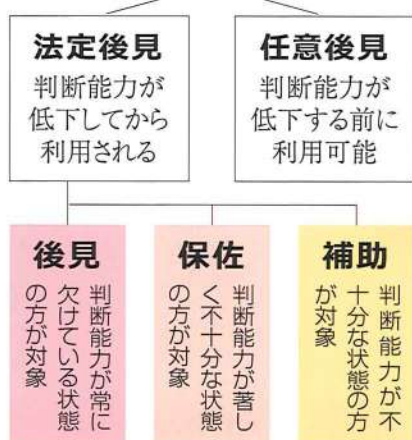 法定後見
判断能力が
低下してから
利用される
任意後見
判断能力が
低下する前に
利用可能
後見
判断能力が常に
欠けている状態
の方が対象
保佐
判断能力が著し
く不十分な状態
の方が対象
補助
判断能力が不
十分な状態の方
が対象